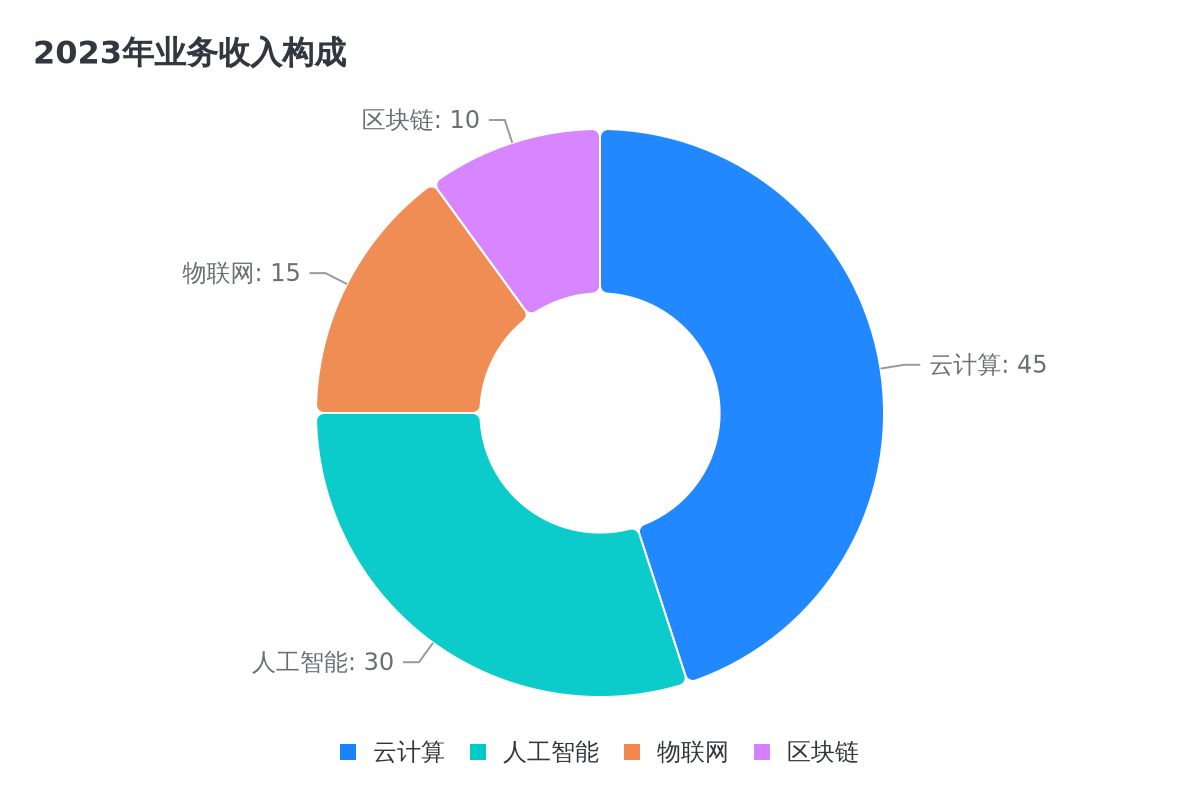 2023年业务收入构成
区块链: 10
物联网: 15
云计算: 45
人工智能: 30
云计算 人工智能 物联网 区块链